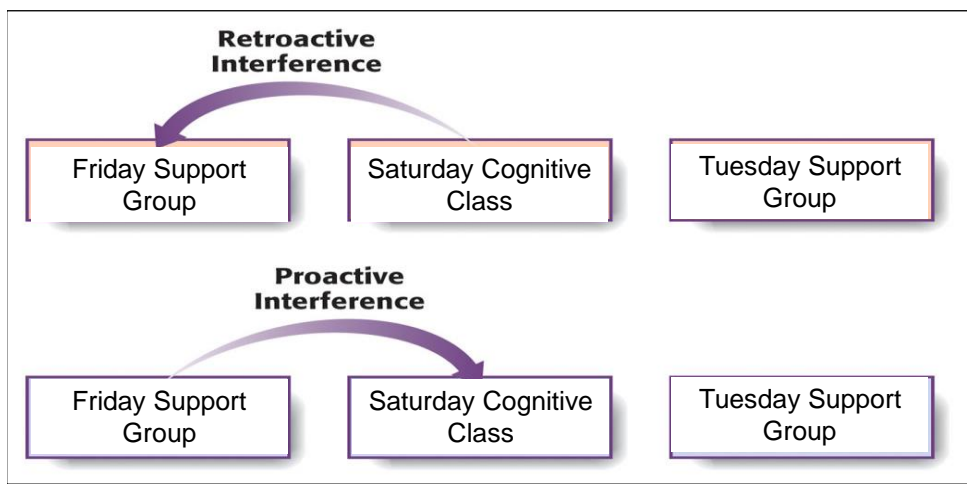 Retroactive
Interference
Friday Support
Group
Saturday Cognitive
Class
Tuesday Support
Group
Proactive
Interference
Friday Support
Group
Saturday Cognitive
Class
Tuesday Support
Group